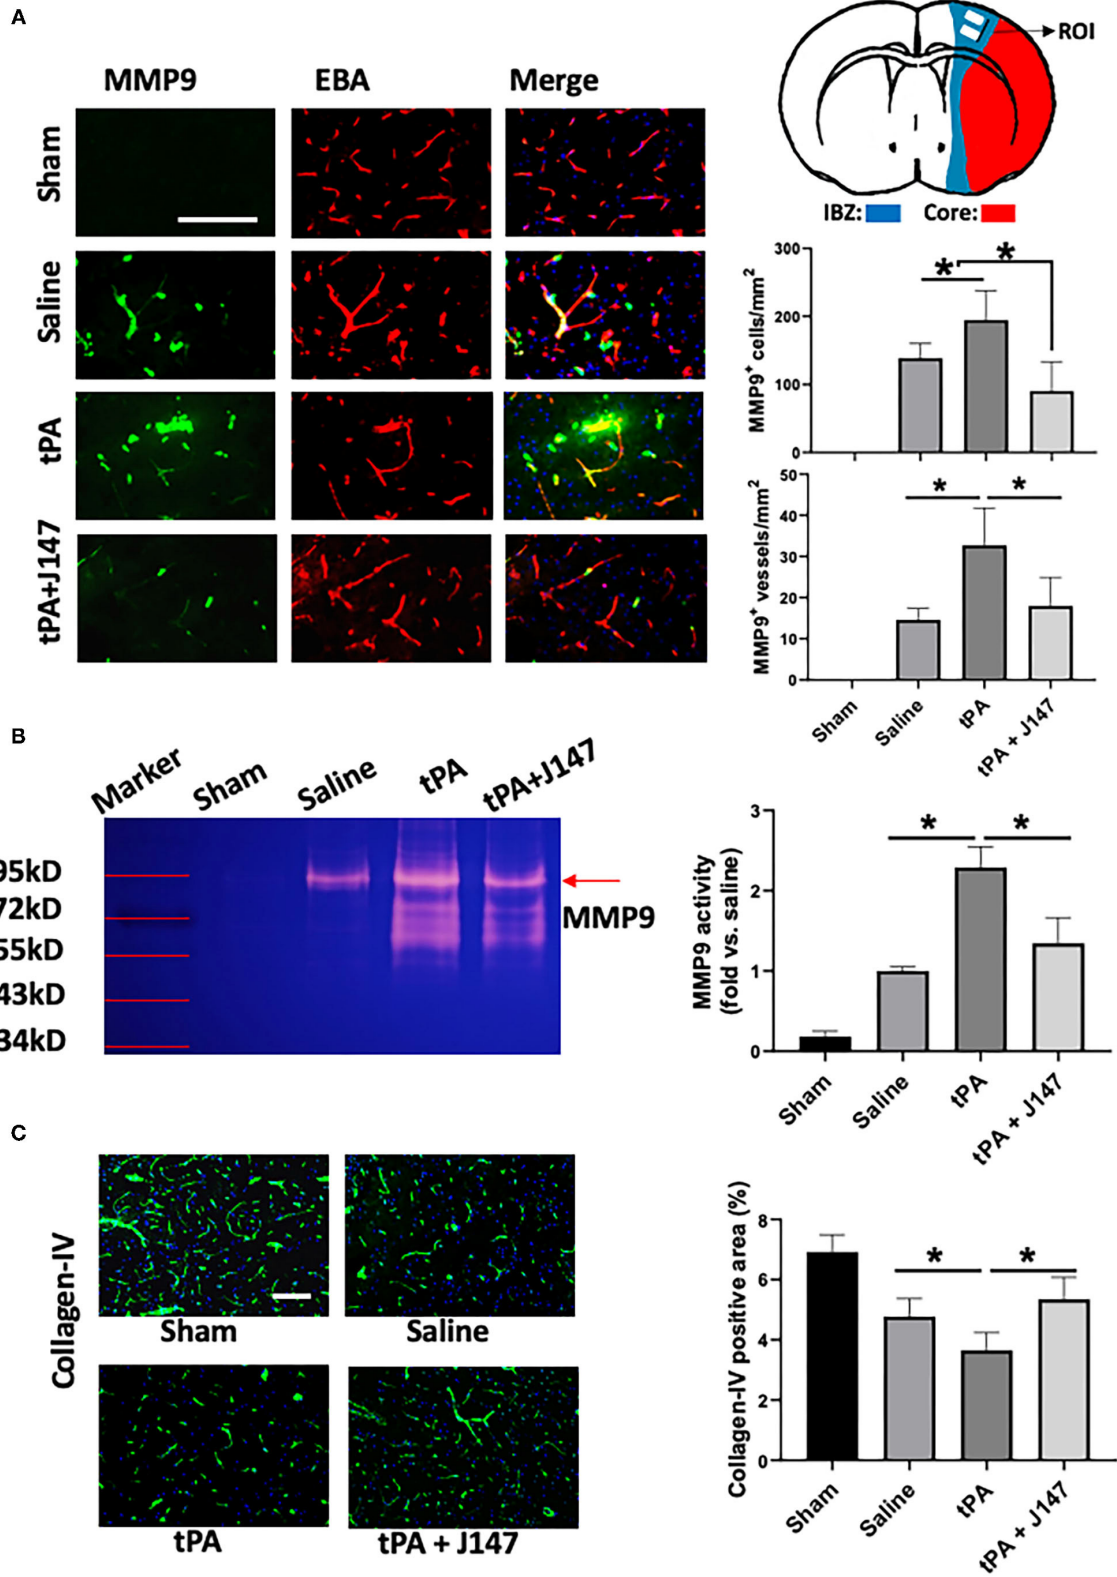 A
MMP9 EBA Merge
Sham
Saline
tPA
tPA+J147
ROI
IBZ: Core:
MMP9+ cells/mm2
300
200
100
0
* *
MMP9+ vessels/mm2
50
40
30
20
10
0
* *
Sham Saline tPA tPA + J147
B
Marker Sham Saline tPA tPA+J147
95kD
72kD
55kD
43kD
34kD
MMP9
MMP9 activity
(fold vs. saline)
3
2
1
0
* *
Sham Saline tPA tPA + J147
C
Collagen-IV
Sham Saline
tPA tPA + J147
Collagen-IV positive area (%)
8
6
4
2
0
* *
Sham Saline tPA tPA + J147